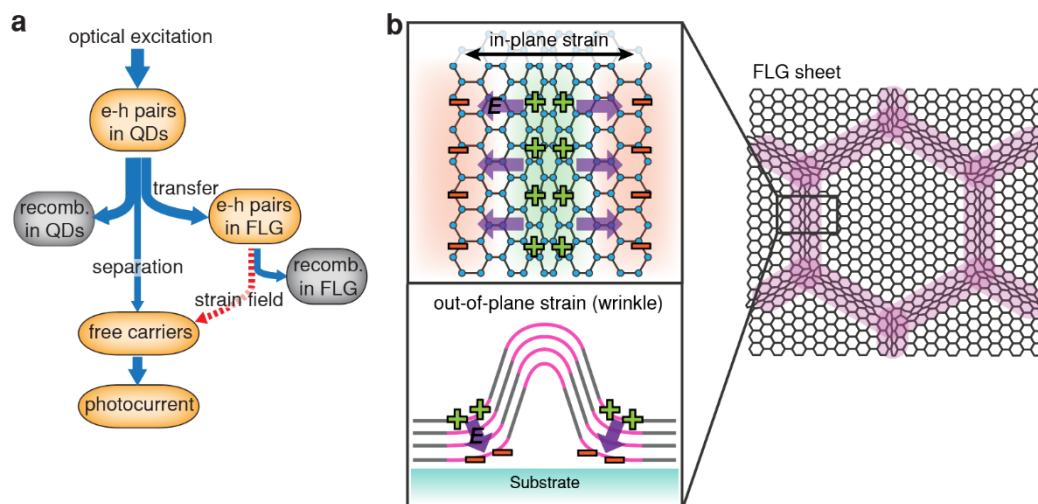 a
optical excitation
e-h pairs
in QDs
transfer
recomb.
in QDs
e-h pairs
in FLG
separation
recomb.
in FLG
strain field
free carriers
photocurrent
b
in-plane strain
E
out-of-plane strain (wrinkle)
E
Substrate
FLG sheet